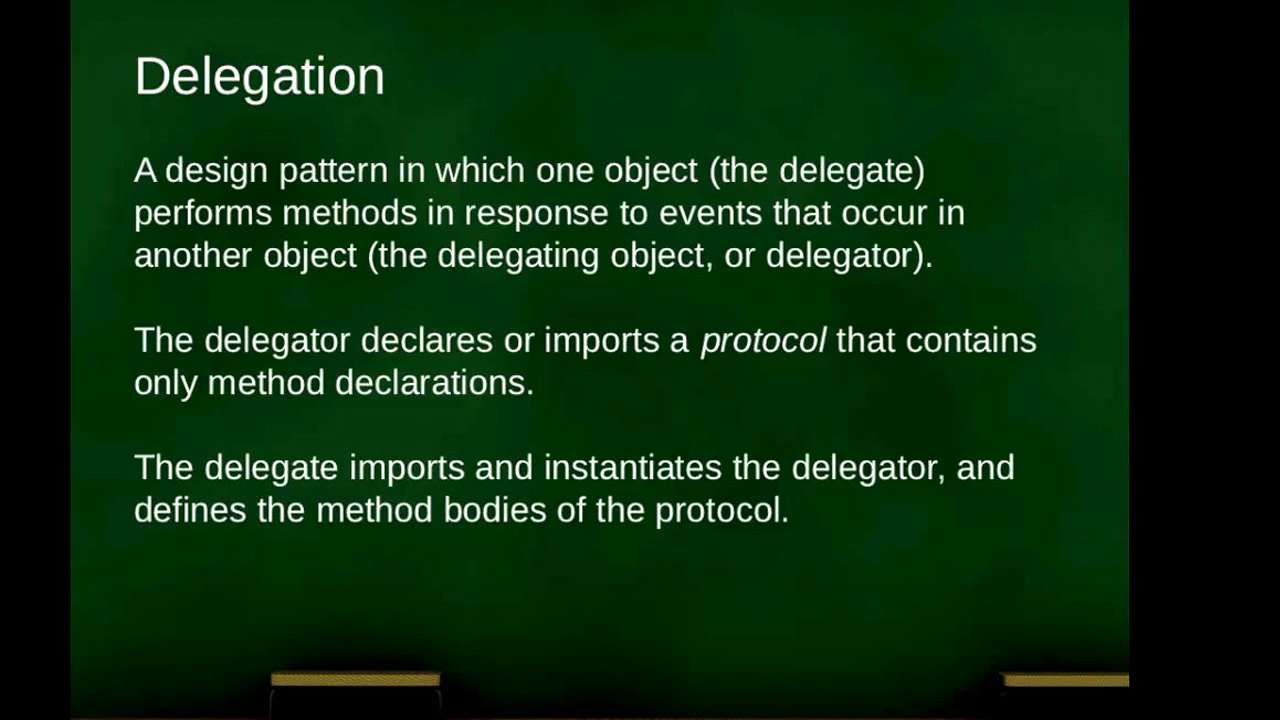 Delegation
A design pattern in which one object (the delegate)
performs methods in response to events that occur in
another object (the delegating object, or delegator).
The delegator declares or imports a protocol that contains
only method declarations.
The delegate imports and instantiates the delegator, and
defines the method bodies of the protocol.